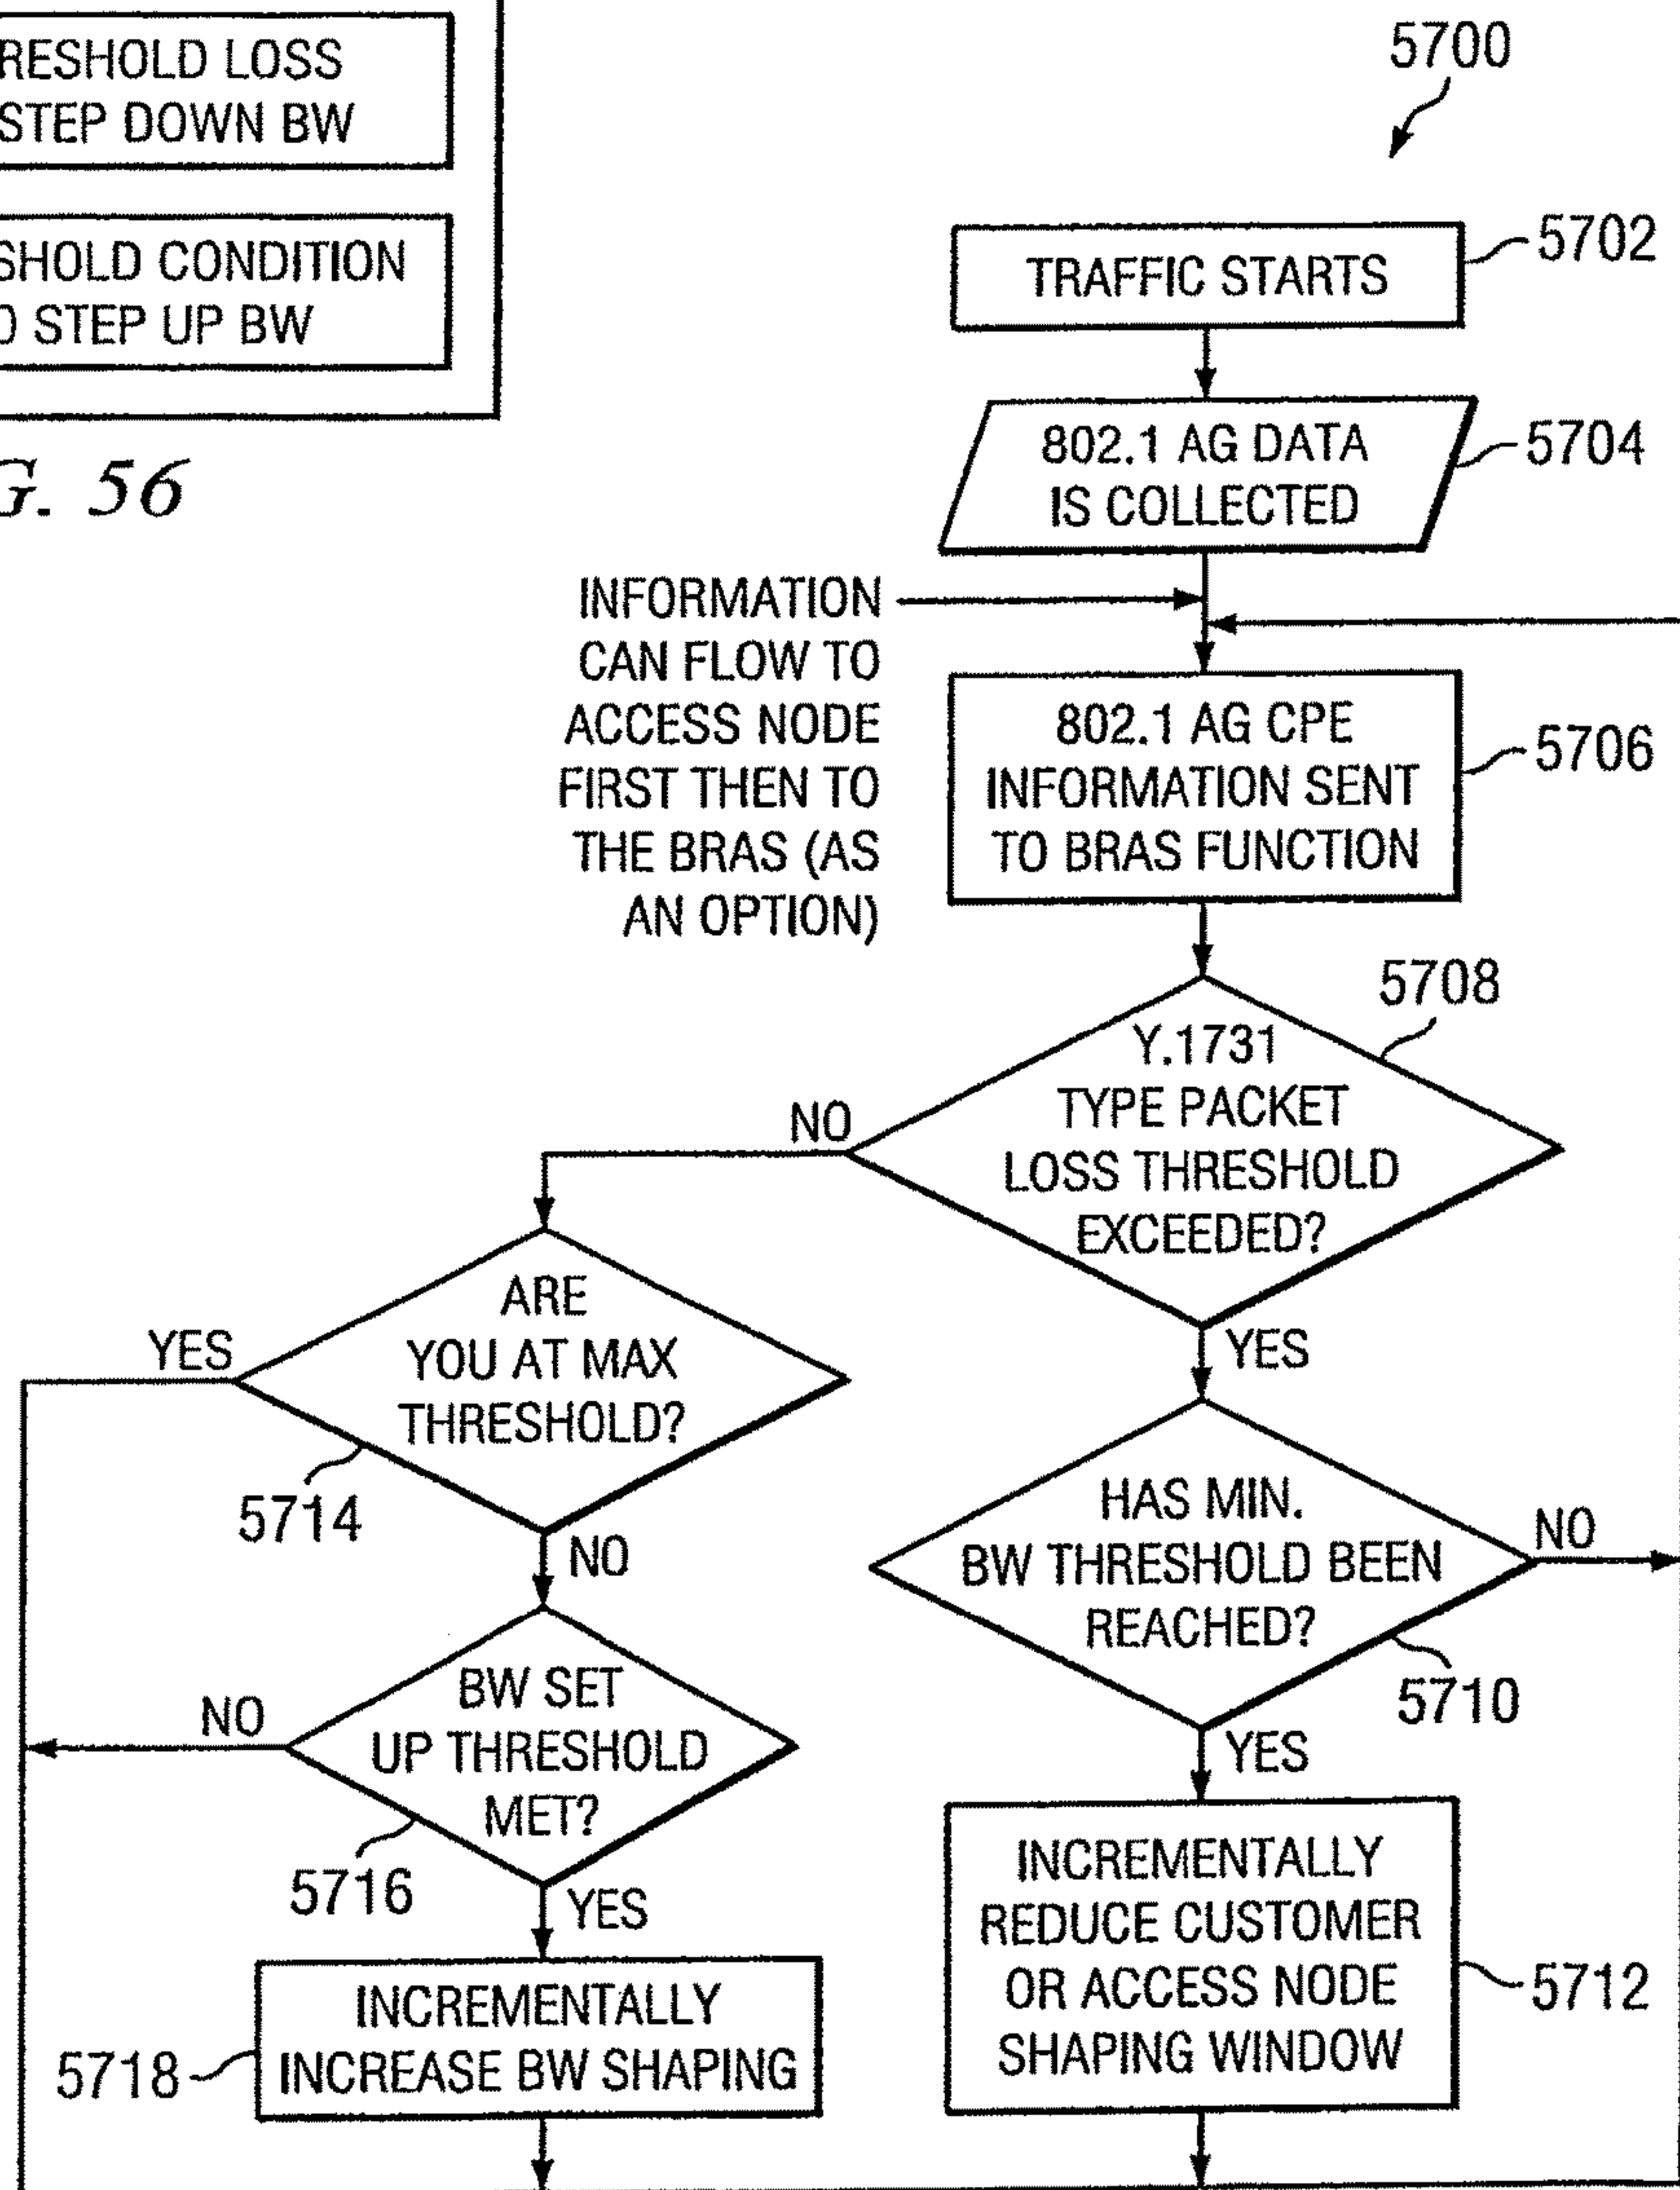 RESHOLD LOSS
STEP DOWN BW
SHOLD CONDITION
STEP UP BW
G. 56
5700
TRAFFIC STARTS
5702
802.1 AG DATA
IS COLLECTED
5704
INFORMATION
CAN FLOW TO
ACCESS NODE
FIRST THEN TO
THE BRAS (AS
AN OPTION)
802.1 AG CPE
INFORMATION SENT
TO BRAS FUNCTION
5706
5708
Y.1731
TYPE PACKET
LOSS THRESHOLD
EXCEEDED?
NO
YES
ARE
YOU AT MAX
THRESHOLD?
YES
5714
NO
HAS MIN.
BW THRESHOLD BEEN
REACHED?
NO
5710
YES
BW SET
UP THRESHOLD
MET?
NO
5716
YES
INCREMENTALLY
INCREASE BW SHAPING
5718
INCREMENTALLY
REDUCE CUSTOMER
OR ACCESS NODE
SHAPING WINDOW
5712